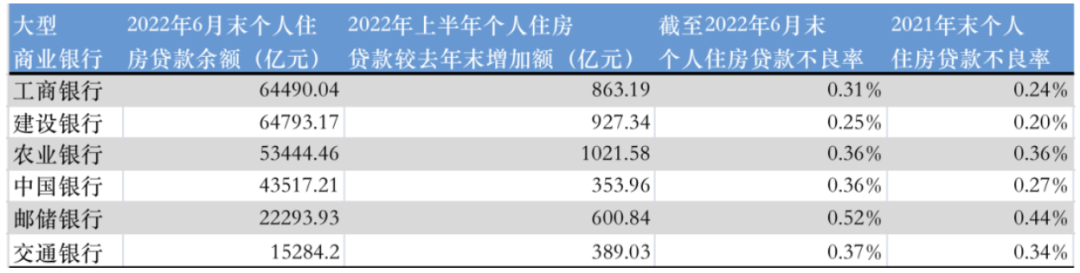 大型 2022年6月末个人住 2022年上半年个人住房 截至2022年6月末 2021年末个人
商业银行 房贷款余额（亿元） 贷款较去年末增加额（亿元） 个人住房贷款不良率 住房贷款不良率
工商银行 64490.04 863.19 0.31% 0.24%
建设银行 64793.17 927.34 0.25% 0.20%
农业银行 53444.46 1021.58 0.36% 0.36%
中国银行 43517.21 353.96 0.36% 0.27%
邮储银行 22293.93 600.84 0.52% 0.44%
交通银行 15284.2 389.03 0.37% 0.34%